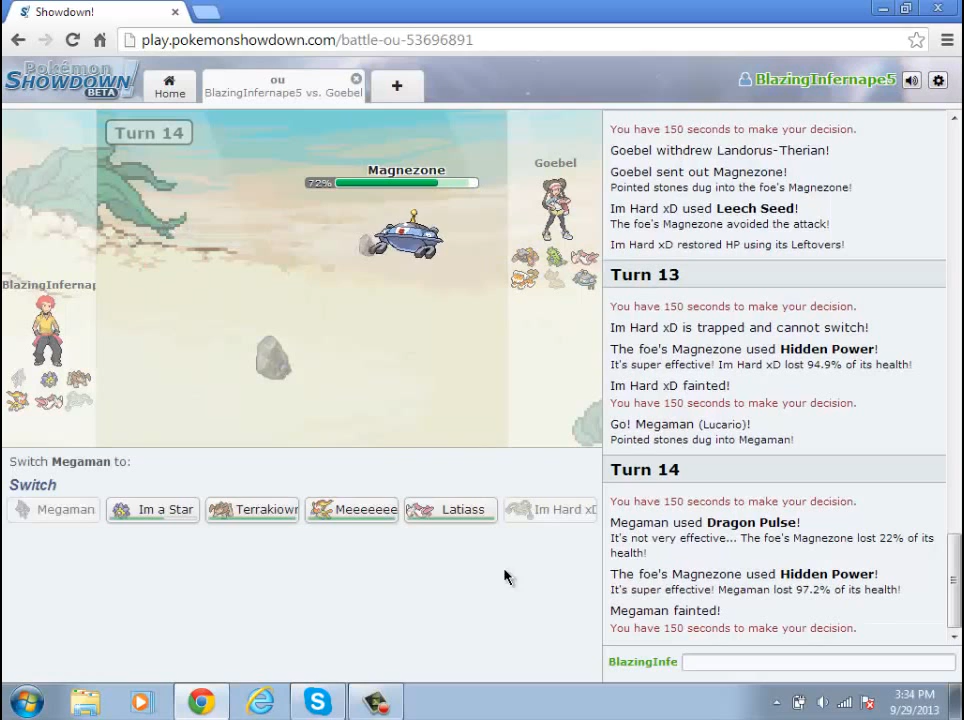 Showdown!
play.pokemonshowdown.com/battle-ou-53696891
Pokémon
SHOWDOWN
BETA
Home
ou
BlazingInfernape5 vs. Goebel
+
BlazingInfernape5
Turn 14
Magnezone
72%
Goebel
BlazingInfernap
Switch Megaman to:
Switch
Megaman
Im a Star
Terrakiowr
Meeeeeee
Latiass
Im Hard xD
You have 150 seconds to make your decision.
Goebel withdrew Landorus-Therian!
Goebel sent out Magnezone!
Pointed stones dug into the foe's Magnezone!
Im Hard xD used Leech Seed!
The foe's Magnezone avoided the attack!
Im Hard xD restored HP using its Leftovers!
Turn 13
You have 150 seconds to make your decision.
Im Hard xD is trapped and cannot switch!
The foe's Magnezone used Hidden Power!
It's super effective! Im Hard xD lost 94.9% of its health!
Im Hard xD fainted!
You have 150 seconds to make your decision.
Go! Megaman (Lucario)!
Pointed stones dug into Megaman!
Turn 14
You have 150 seconds to make your decision.
Megaman used Dragon Pulse!
It's not very effective... The foe's Magnezone lost 22% of its
health!
The foe's Magnezone used Hidden Power!
It's super effective! Megaman lost 97.2% of its health!
Megaman fainted!
You have 150 seconds to make your decision.
BlazingInfe
3:34 PM
9/29/2013